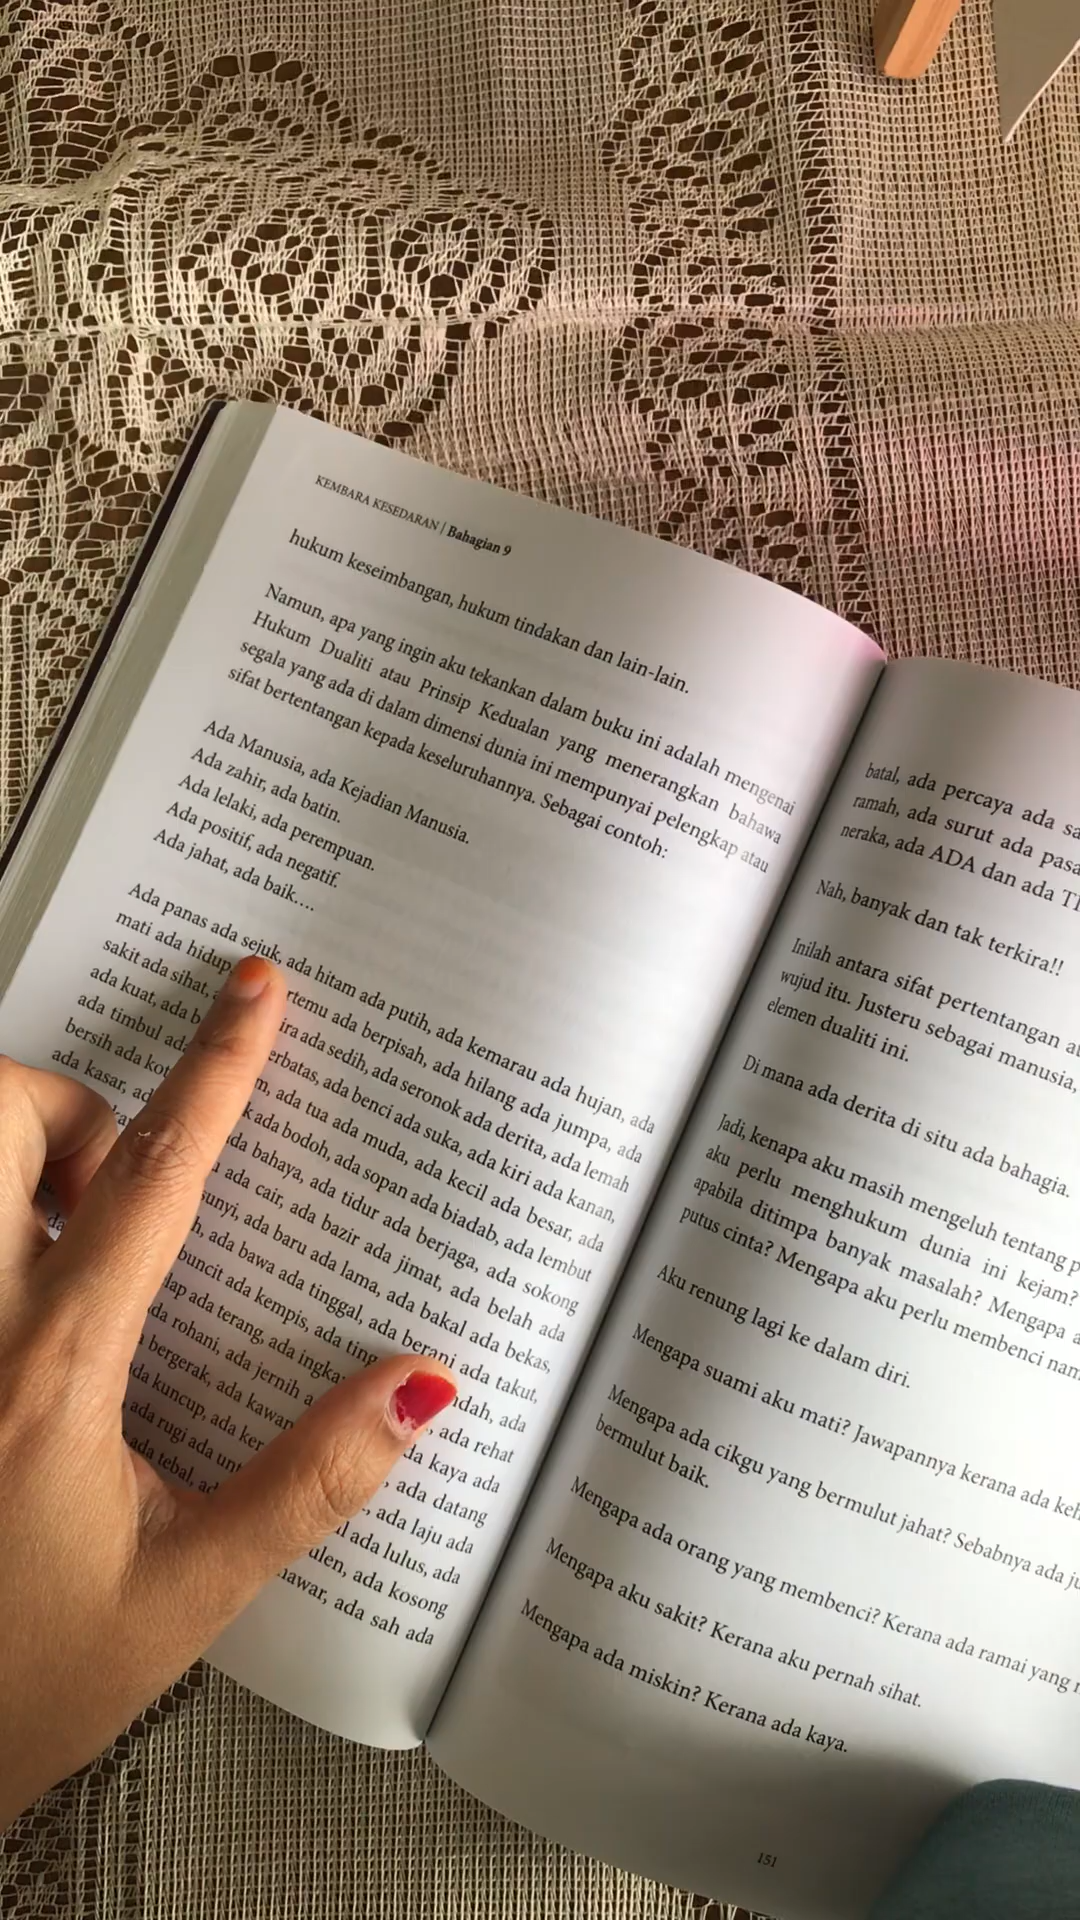 KEMBARA KESEDARAN | Bahagian 9
hukum keseimbangan, hukum tindakan dan lain-lain.
Namun, apa yang ingin aku tekankan dalam buku ini adalah mengenai
Hukum Dualiti atau Prinsip Kedualan yang menerangkan bahawa
segala yang ada di dalam dimensi dunia ini mempunyai pelengkap atau
sifat bertentangan kepada keseluruhannya. Sebagai contoh:
Ada Manusia, ada Kejadian Manusia.
Ada zahir, ada batin.
Ada lelaki, ada perempuan.
Ada positif, ada negatif.
Ada jahat, ada baik....
Ada panas ada sejuk, ada hitam ada putih, ada kemarau ada hujan, ada
mati ada hidup, ada berpisah, ada hilang ada jumpa, ada
sakit ada sihat, ada sedih, ada seronok ada derita, ada lemah
ada kuat, ada benci ada suka, ada kiri ada kanan,
ada timbul ada tua ada muda, ada kecil ada besar, ada
bersih ada ada bodoh, ada sopan ada biadab, ada lembut
ada kasar, bahaya, ada tidur ada berjaga, ada sokong
ada cair, ada bazir ada jimat, ada belah ada
sunyi, ada baru ada lama, ada bakal ada bekas,
ada bawa ada tinggal, ada berani ada takut,
buncit ada kempis, ada ada
ada terang, ada ada rehat
rohani, ada jernih kaya ada
bergerak, ada ada datang
kuncup, ada ada laju ada
ada rugi ada ada lulus, ada
ada tebal, ada kosong
ada sah ada
batal, ada percaya ada
ramah, ada surut ada
neraka, ada ADA dan ada
Nah, banyak dan tak terkira!!
Inilah antara sifat pertentangan
wujud itu. Justeru sebagai manusia,
elemen dualiti ini.
Di mana ada derita di situ ada bahagia.
Jadi, kenapa aku masih mengeluh tentang
aku perlu menghukum dunia ini kejam?
apabila ditimpa banyak masalah? Mengapa
putus cinta? Mengapa aku perlu membenci
Aku renung lagi ke dalam diri.
Mengapa suami aku mati? Jawapannya kerana ada
Mengapa ada cikgu yang bermulut jahat? Sebabnya ada
bermulut baik.
Mengapa ada orang yang membenci? Kerana ada ramai yang
Mengapa aku sakit? Kerana aku pernah sihat.
Mengapa ada miskin? Kerana ada kaya.
151